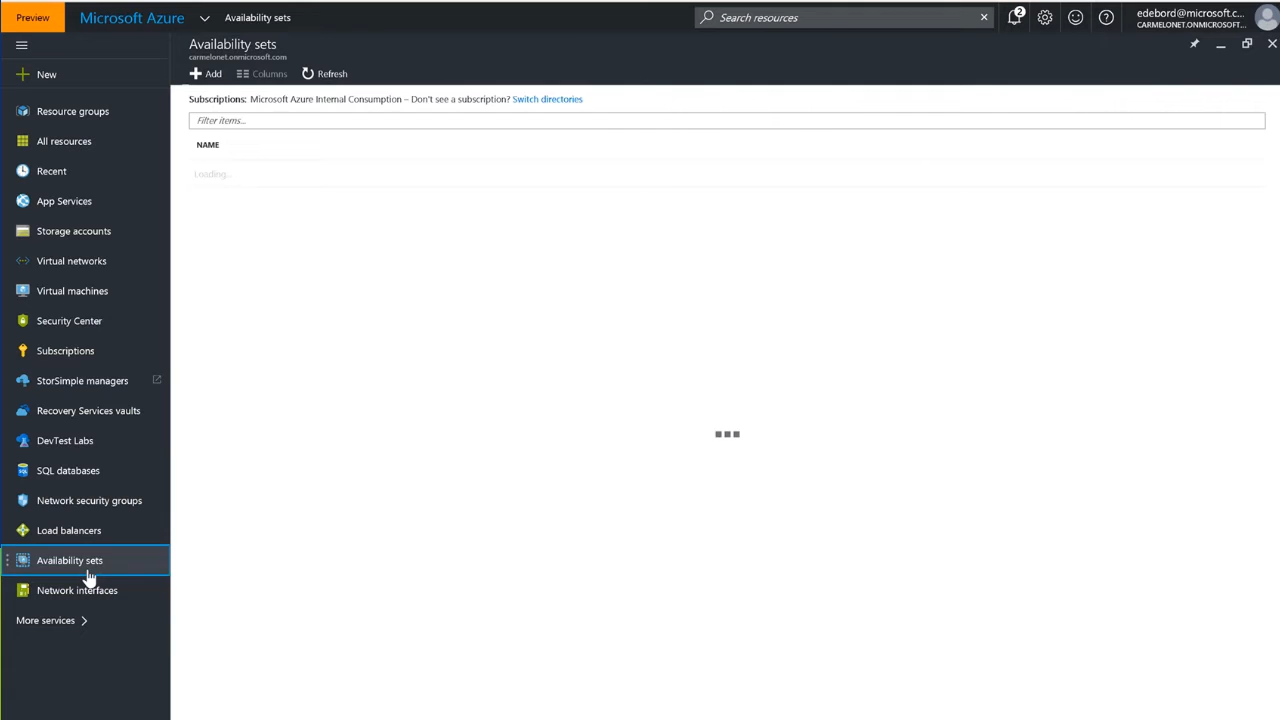 Preview
Microsoft Azure
Availability sets
Search resources
2
edebord@microsoft.c...
CARMELONET.ONMICROSOFT...
Availability sets
carmelonet.onmicrosoft.com
Add
Columns
Refresh
Subscriptions: Microsoft Azure Internal Consumption – Don't see a subscription? Switch directories
Filter items...
NAME
Loading...
New
Resource groups
All resources
Recent
App Services
Storage accounts
Virtual networks
Virtual machines
Security Center
Subscriptions
StorSimple managers
Recovery Services vaults
DevTest Labs
SQL databases
Network security groups
Load balancers
Availability sets
Network interfaces
More services